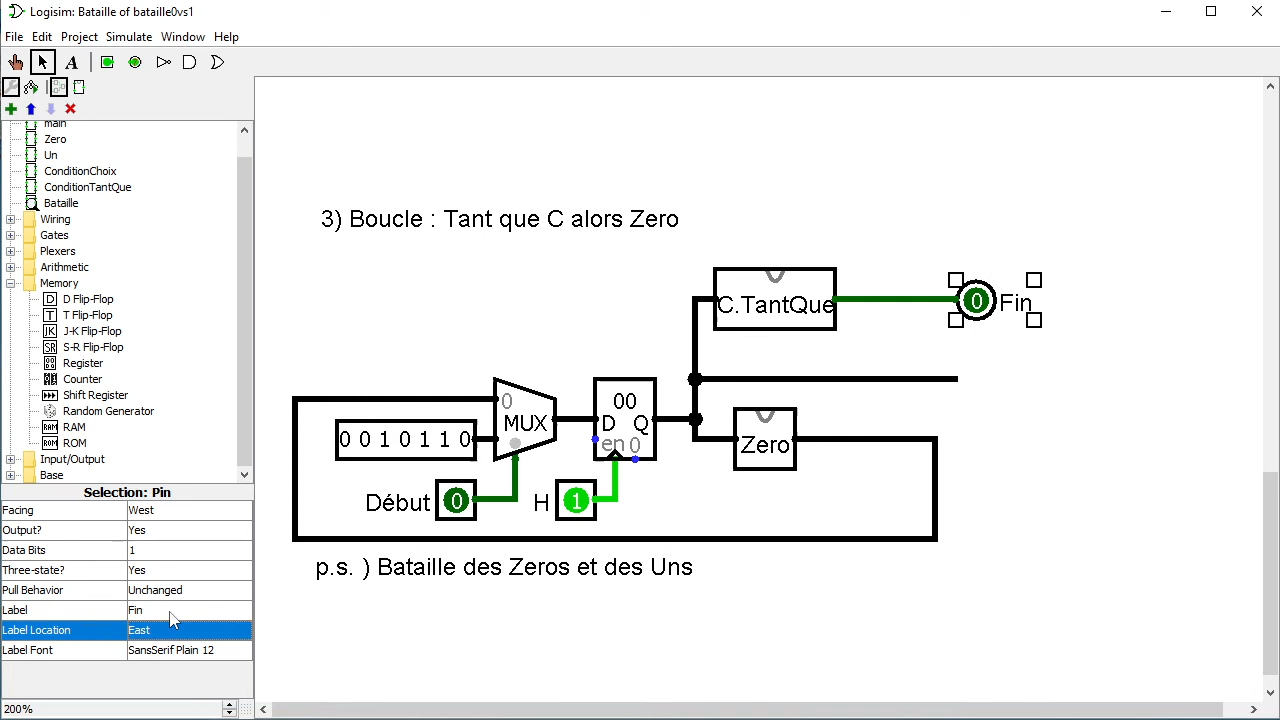 Logisim: Bataille of bataille0vs1
File Edit Project Simulate Window Help
A
main
Zero
Un
ConditionChoix
ConditionTantQue
Bataille
Wiring
Gates
Plexers
Arithmetic
Memory
D D Flip-Flop
T T Flip-Flop
JK J-K Flip-Flop
SR S-R Flip-Flop
Register
Counter
Shift Register
Random Generator
RAM RAM
ROM ROM
Input/Output
Base
Selection: Pin
Facing West
Output? Yes
Data Bits 1
Three-state? Yes
Pull Behavior Unchanged
Label Fin
Label Location East
Label Font SansSerif Plain 12
200%
3) Boucle : Tant que C alors Zero
C.TantQue
0 Fin
0
MUX
00
D Q
en 0
0 0 1 0 1 1 0
Zero
Début 0
H 1
p.s. ) Bataille des Zeros et des Uns